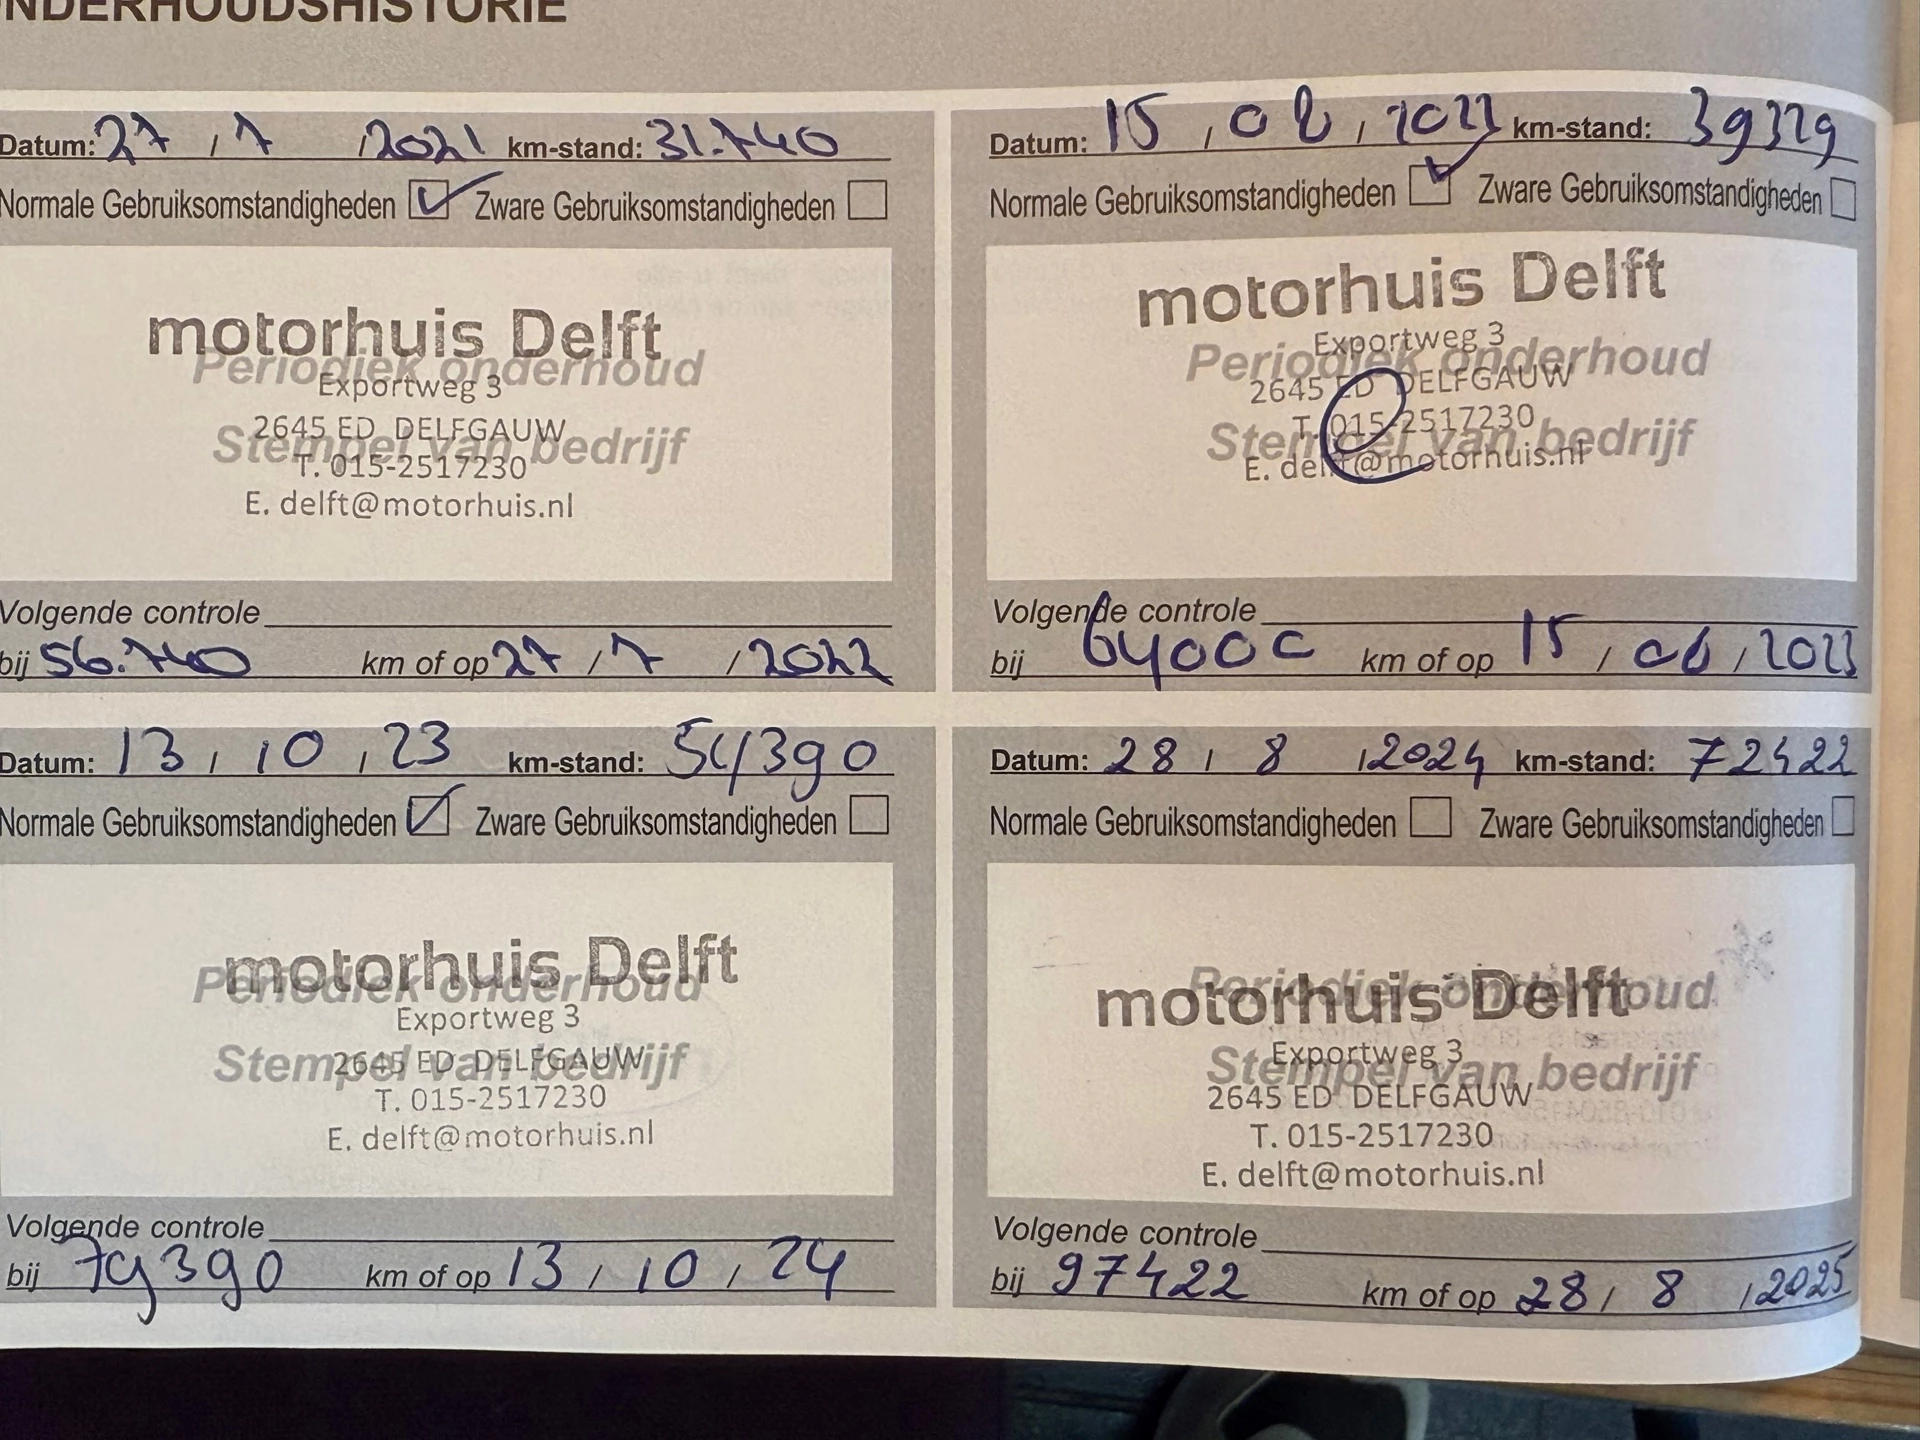 ONDERHOUDSHISTORIE
Datum: 27 / 7 / 2021 km-stand: 31.740
Normale Gebruiksomstandigheden Zware Gebruiksomstandigheden
motorhuis Delft
Periodiek onderhoud
Exportweg 3
2645 ED DELFGAUW
Stempel van bedrijf
T. 015-2517230
E. delft@motorhuis.nl
Volgende controle
bij 56.740 km of op 27 / 7 / 2022
Datum: 15 / 08 / 2022 km-stand: 39329
Normale Gebruiksomstandigheden Zware Gebruiksomstandigheden
motorhuis Delft
Exportweg 3
Periodiek onderhoud
2645 ED DELFGAUW
T. 015-2517230
Stempel van bedrijf
E. delft@motorhuis.nl
Volgende controle
bij 64000 km of op 15 / 08 / 2023
Datum: 13 / 10 / 23 km-stand: 54390
Normale Gebruiksomstandigheden Zware Gebruiksomstandigheden
motorhuis Delft
Periodiek onderhoud
Exportweg 3
2645 ED DELFGAUW
Stempel van bedrijf
T. 015-2517230
E. delft@motorhuis.nl
Volgende controle
bij 79390 km of op 13 / 10 / 24
Datum: 28 / 8 / 2024 km-stand: 72422
Normale Gebruiksomstandigheden Zware Gebruiksomstandigheden
Periodiek onderhoud
motorhuis Delft
Exportweg 3
Stempel van bedrijf
2645 ED DELFGAUW
T. 015-2517230
E. delft@motorhuis.nl
Volgende controle
bij 97422 km of op 28 / 8 / 2025